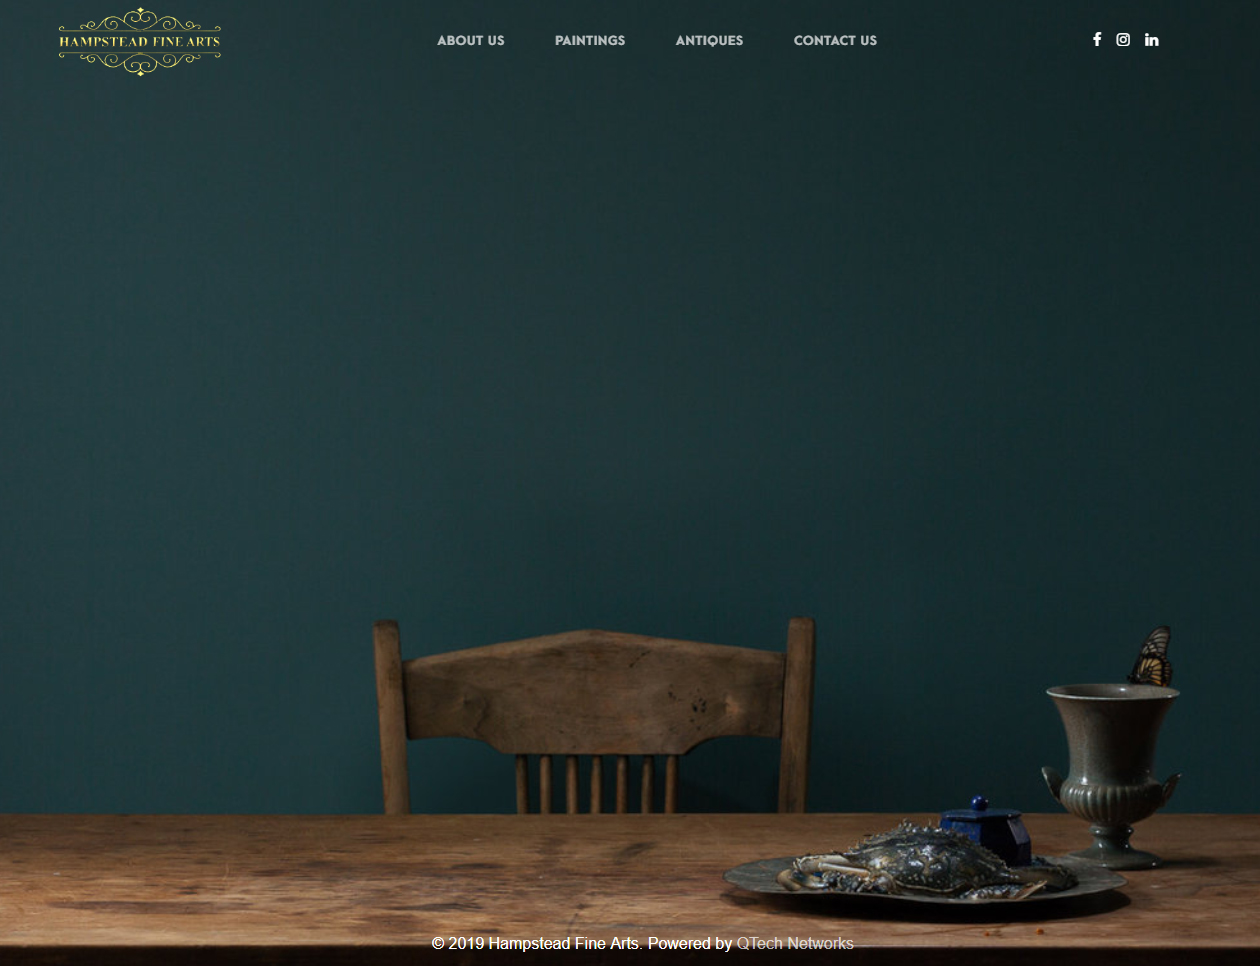 HAMPSTEAD FINE ARTS
ABOUT US PAINTINGS ANTIQUES CONTACT US
© 2019 Hampstead Fine Arts. Powered by QTech Networks